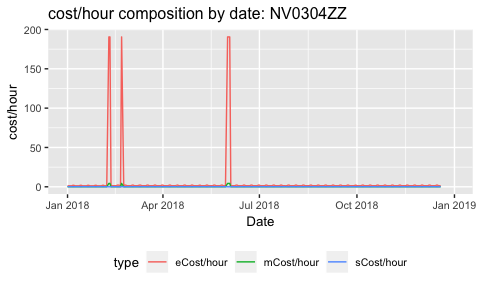 cost/hour composition by date: NV0304ZZ
200
150
100
50
0
cost/hour
Jan 2018 Apr 2018 Jul 2018 Oct 2018 Jan 2019
Date
type eCost/hour mCost/hour sCost/hour